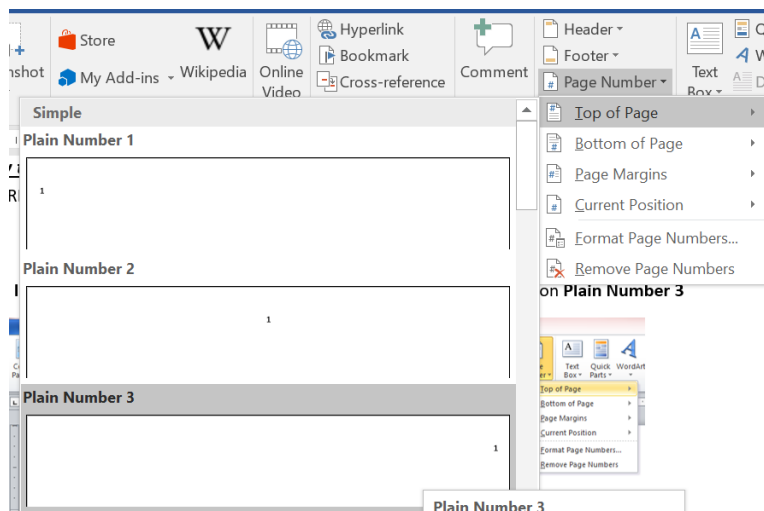 Store
My Add-ins
Wikipedia
Online
Video
Hyperlink
Bookmark
Cross-reference
Comment
Header
Footer
Page Number
Text
Box
Simple
Plain Number 1
1
Plain Number 2
1
Plain Number 3
1
Top of Page
Bottom of Page
Page Margins
Current Position
Format Page Numbers...
Remove Page Numbers
on Plain Number 3
Text
Box
Quick
Parts
WordArt
Top of Page
Bottom of Page
Page Margins
Current Position
Format Page Numbers...
Remove Page Numbers
Plain Number 3